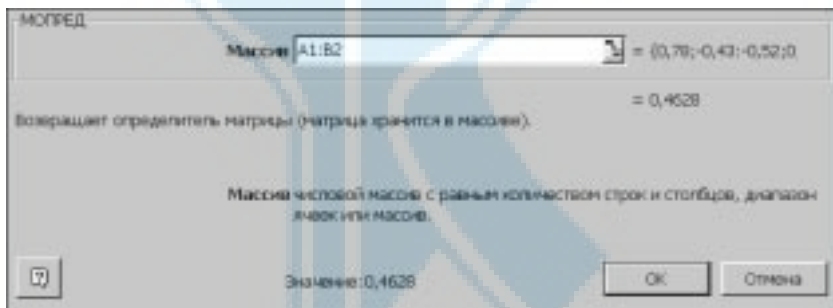 МОПРЕД
Массив A1:B2 = {0,78;-0,43:-0,52;0
= 0,4628
Возвращает определитель матрицы (матрица хранится в массиве).
Массив числовой массив с равным количеством строк и столбцов, диапазон
ячеек или массив.
Значение:0,4628
OK
Отмена